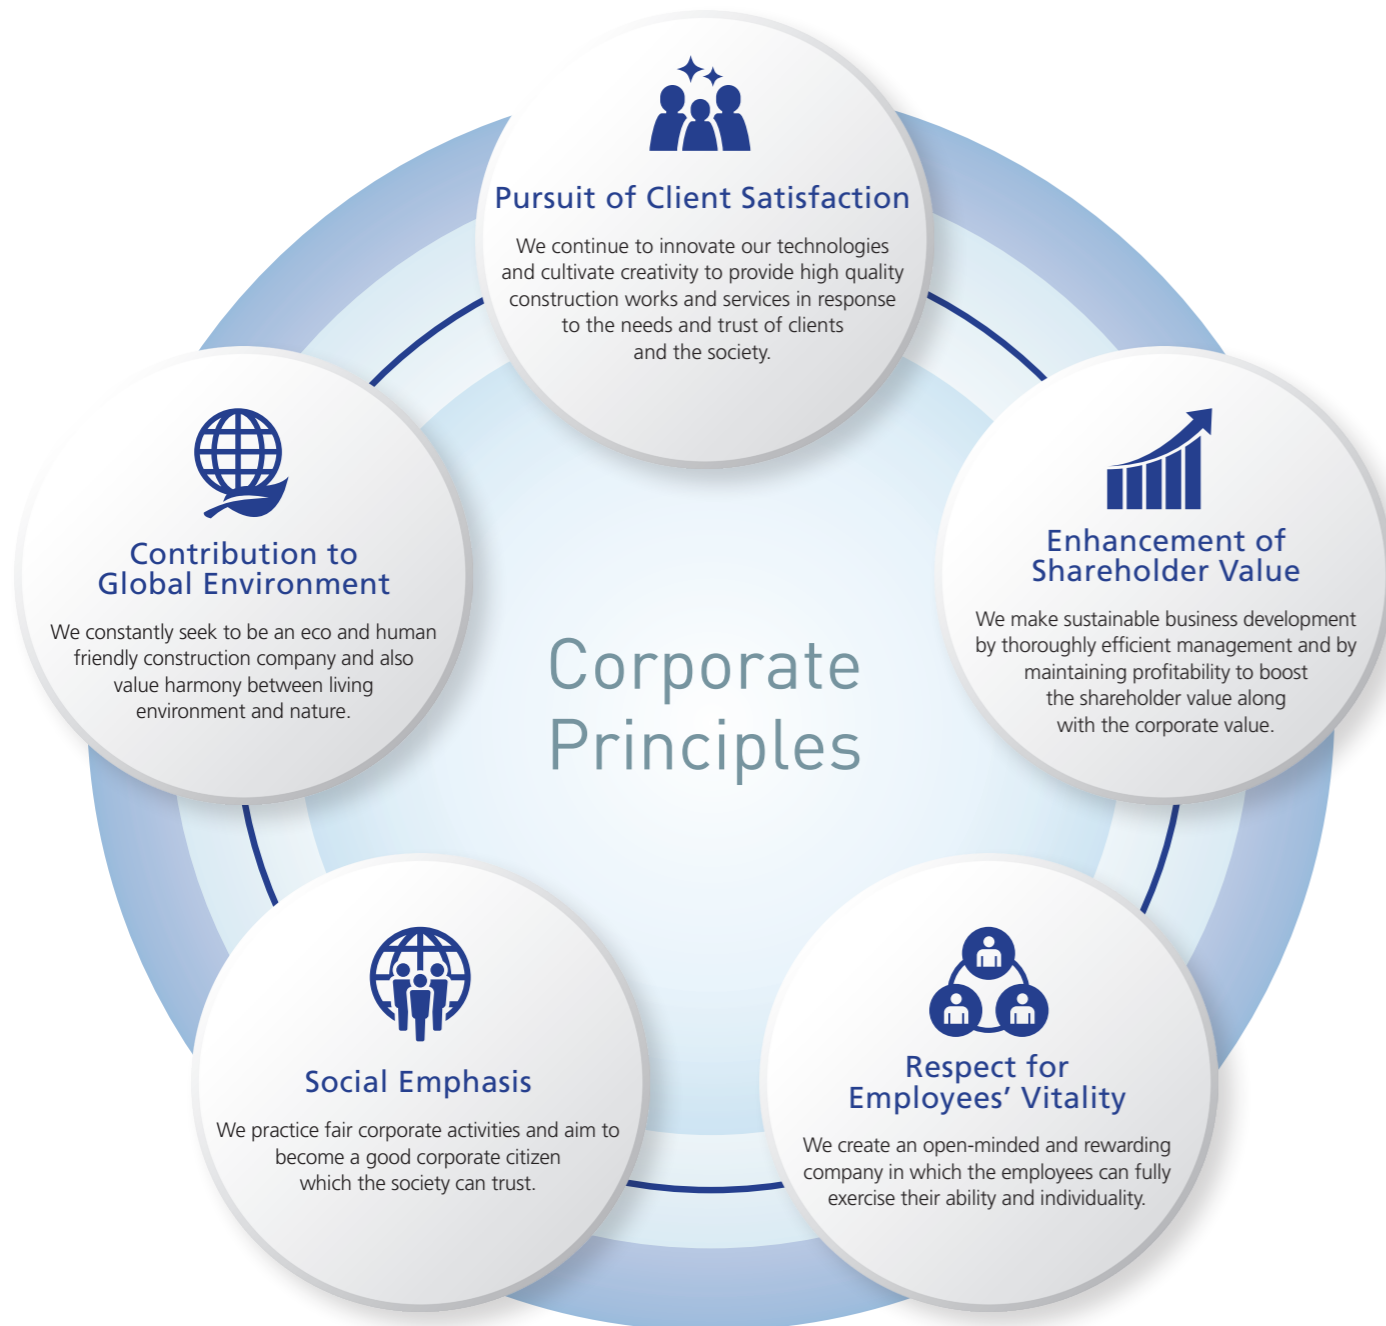 Pursuit of Client Satisfaction
We continue to innovate our technologies
and cultivate creativity to provide high quality
construction works and services in response
to the needs and trust of clients
and the society.
Enhancement of
Shareholder Value
We make sustainable business development
by thoroughly efficient management and by
maintaining profitability to boost
the shareholder value along
with the corporate value.
Contribution to
Global Environment
We constantly seek to be an eco and human
friendly construction company and also
value harmony between living
environment and nature.
Corporate
Principles
Social Emphasis
We practice fair corporate activities and aim to
become a good corporate citizen
which the society can trust.
Respect for
Employees’ Vitality
We create an open-minded and rewarding
company in which the employees can fully
exercise their ability and individuality.